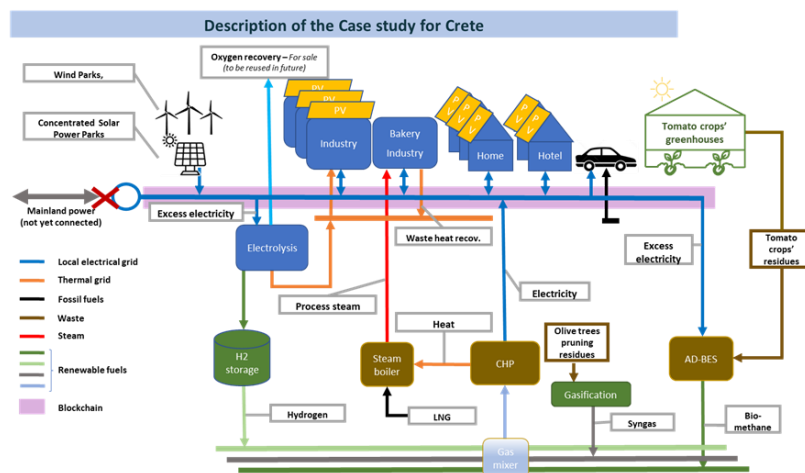 Description of the Case study for Crete
Oxygen recovery – For sale
(to be reused in future)
Wind Parks,
Concentrated Solar
Power Parks
PV
Industry
Bakery
Industry
P
V
P
V
P
V
Home
P
V
P
V
Hotel
Tomato crops'
greenhouses
Mainland power
(not yet connected)
Excess electricity
Electrolysis
Waste heat recov.
Excess
electricity
Tomato
crops'
residues
Local electrical grid
Thermal grid
Fossil fuels
Waste
Steam
Renewable fuels
Blockchain
Process steam
Electricity
Heat
Olive trees
pruning
residues
H2
storage
Steam
boiler
CHP
Gasification
AD-BES
Hydrogen
LNG
Syngas
Bio-
methane
Gas
mixer